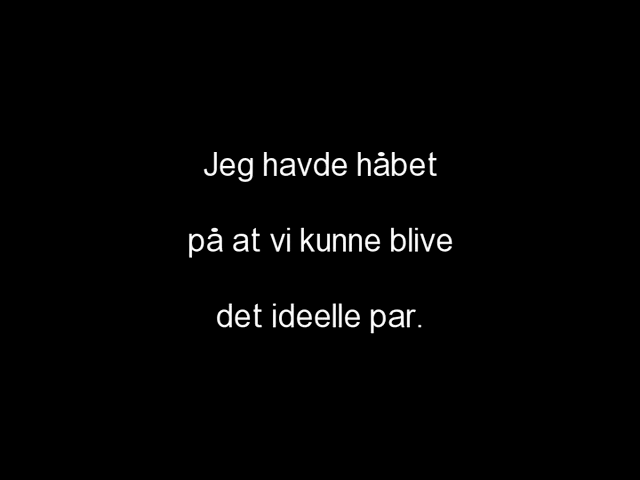 Jeg havde håbet
på at vi kunne blive
det ideelle par.